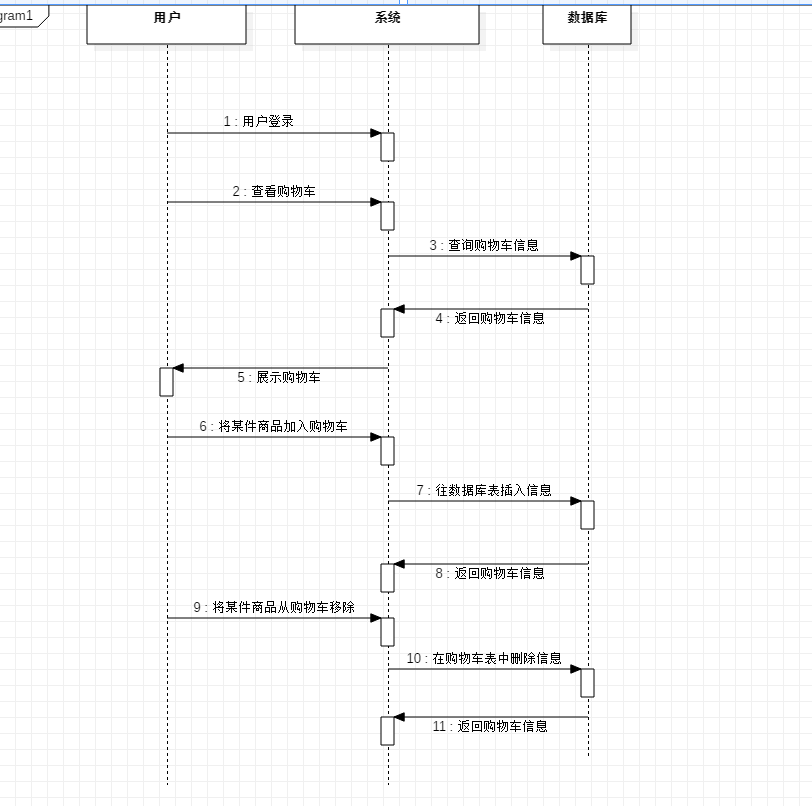 gram1
用户
系统
数据库
1 : 用户登录
2 : 查看购物车
3 : 查询购物车信息
4 : 返回购物车信息
5 : 展示购物车
6 : 将某件商品加入购物车
7 : 往数据库表插入信息
8 : 返回购物车信息
9 : 将某件商品从购物车移除
10 : 在购物车表中删除信息
11 : 返回购物车信息